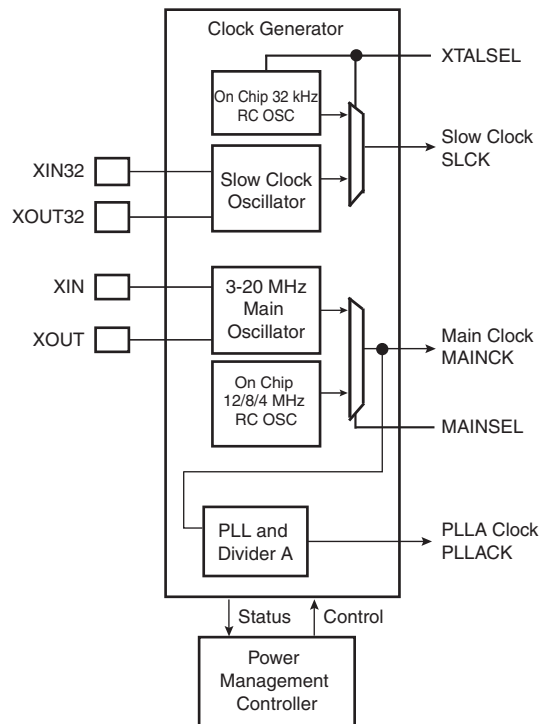 Clock Generator
XTALSEL
On Chip 32 kHz
RC OSC
Slow Clock
SLCK
XIN32
XOUT32
Slow Clock
Oscillator
XIN
XOUT
3-20 MHz
Main
Oscillator
Main Clock
MAINCK
On Chip
12/8/4 MHz
RC OSC
MAINSEL
PLL and
Divider A
PLLA Clock
PLLACK
Status
Control
Power
Management
Controller